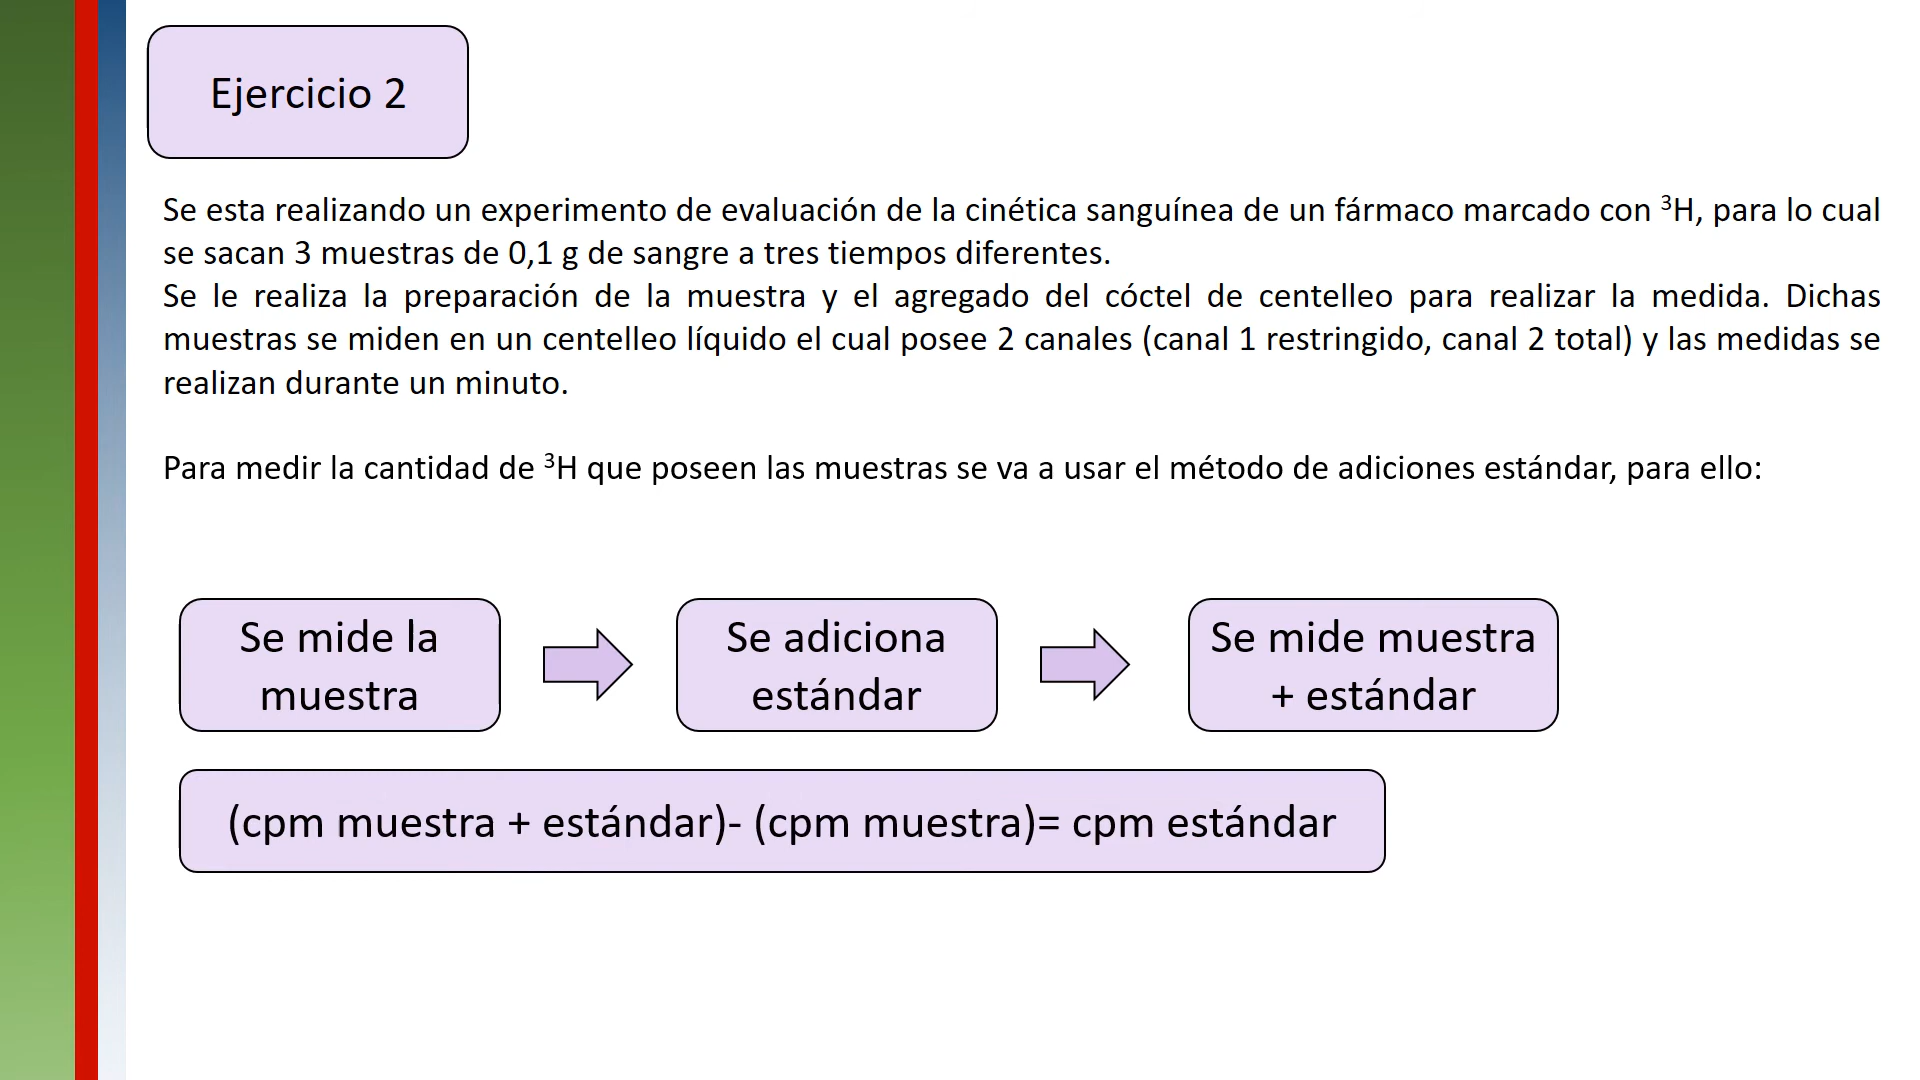 Ejercicio 2
Se esta realizando un experimento de evaluación de la cinética sanguínea de un fármaco marcado con ³H, para lo cual
se sacan 3 muestras de 0,1 g de sangre a tres tiempos diferentes.
Se le realiza la preparación de la muestra y el agregado del cóctel de centelleo para realizar la medida. Dichas
muestras se miden en un centelleo líquido el cual posee 2 canales (canal 1 restringido, canal 2 total) y las medidas se
realizan durante un minuto.
Para medir la cantidad de ³H que poseen las muestras se va a usar el método de adiciones estándar, para ello:
Se mide la
muestra
Se adiciona
estándar
Se mide muestra
+ estándar
(cpm muestra + estándar)- (cpm muestra)= cpm estándar